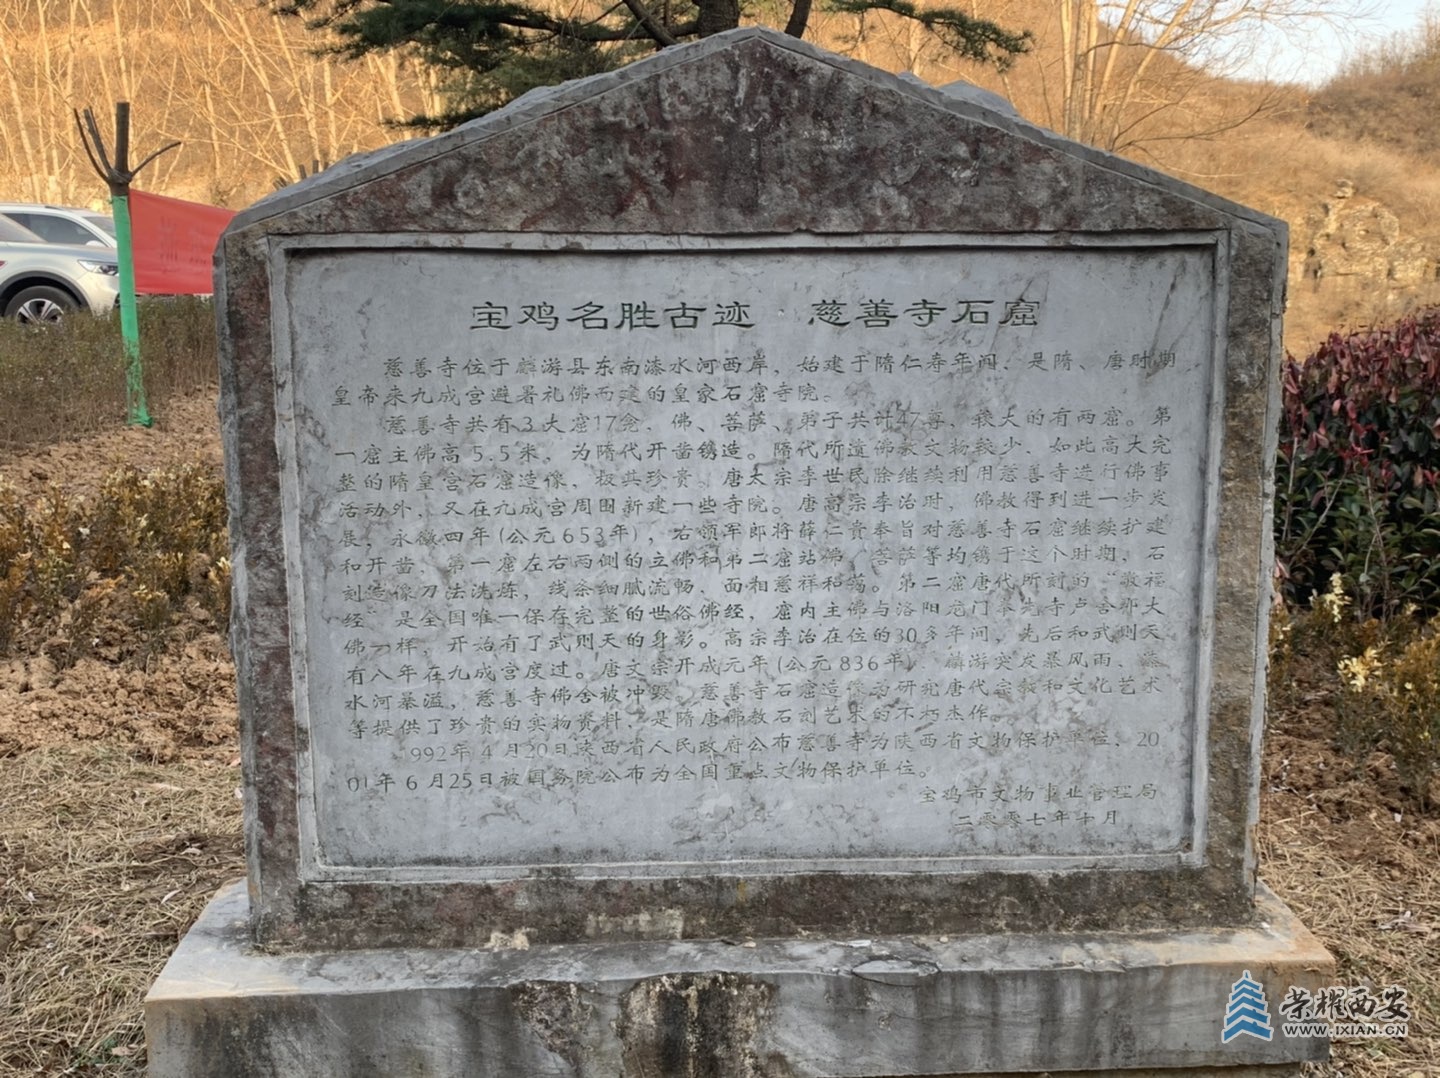 宝鸡名胜古迹 · 慈善寺石窟
慈善寺位于麟游县东南漆水河西岸，始建于隋仁寿年间、是隋、唐时期
皇帝来九成宫避暑礼佛而建的皇家石窟寺院。
慈善寺共有3大窟17龛、佛、菩萨、弟子共计47尊、较大的有两窟。第
一窟主佛高5.5米，为隋代开凿镌造。隋代所造佛教文物较少、如此高大完
整的隋皇宫石窟造像、极其珍贵。唐太宗李世民除继续利用慈善寺进行佛事
活动外、又在九成宫周围新建一些寺院。唐高宗李治时，佛教得到进一步发
展，永徽四年(公元653年)，右领军郎将薛仁贵奉旨对慈善寺石窟继续扩建
和开凿、第一窟左右两侧的立佛和第二窟站佛、菩萨等均镌于这个时期、石
刻造像刀法洗炼，线条细腻流畅、面相慈祥和蔼。第二窟唐代所刻的“敬福
经”是全国唯一保存完整的世俗佛经，窟内主佛与洛阳龙门奉先寺卢舍那大
佛一样，开始有了武则天的身影。高宗李治在位的30多年间，先后和武则天
有八年在九成宫度过。唐文宗开成元年(公元836年)，麟游突发暴风雨、漆
水河暴溢，慈善寺佛舍被冲毁。慈善寺石窟造像为研究唐代宗教和文化艺术
等提供了珍贵的实物资料，是隋唐佛教石刻艺术的不朽杰作。
1992年4月20日陕西省人民政府公布慈善寺为陕西省文物保护单位、20
01年6月25日被国务院公布为全国重点文物保护单位。
宝鸡市文物事业管理局
二零零七年十月
荣耀西安
WWW.IXIAN.CN